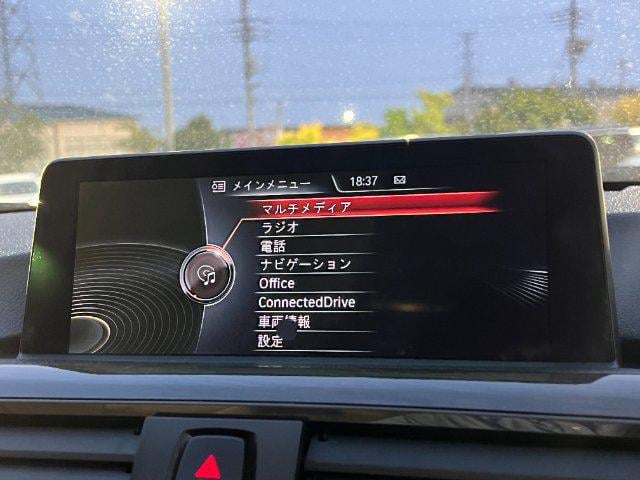 メインメニュー 18:37
マルチメディア
ラジオ
電話
ナビゲーション
Office
ConnectedDrive
車両情報
設定